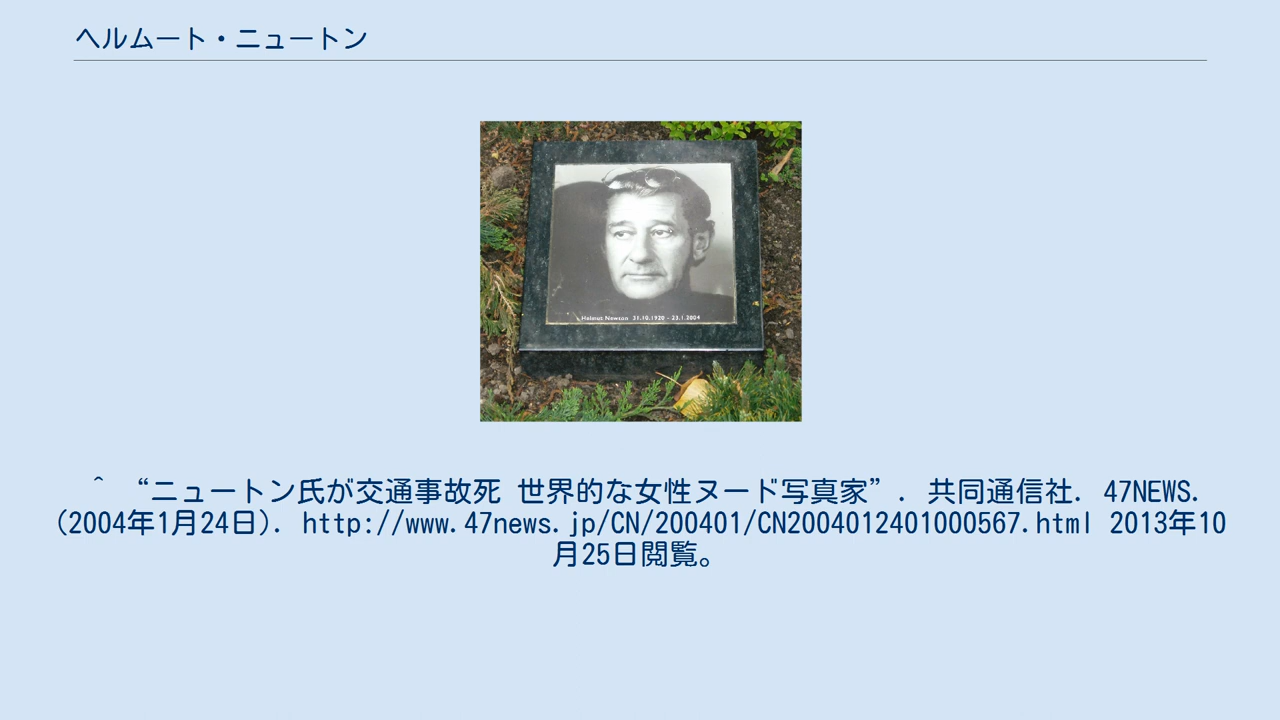 ヘルムート・ニュートン
Helmut Newton 31.10.1920 - 23.1.2004
^ “ニュートン氏が交通事故死 世界的な女性ヌード写真家”. 共同通信社. 47NEWS.
(2004年1月24日). http://www.47news.jp/CN/200401/CN2004012401000567.html 2013年10
月25日閲覧。